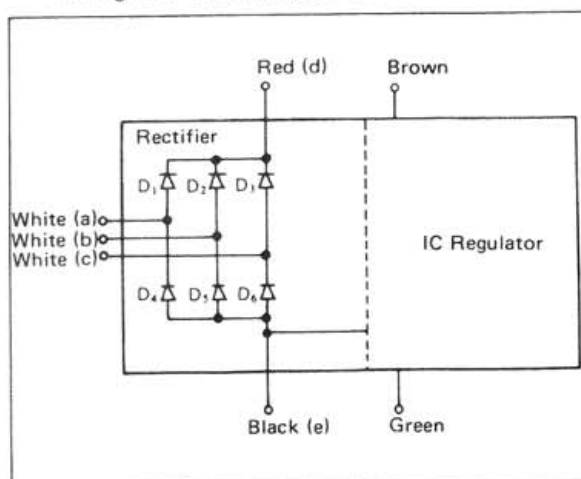 Red (d)
Brown
Rectifier
D₁
D₂
D₃
White (a)
White (b)
White (c)
IC Regulator
D₄
D₅
D₆
Black (e)
Green